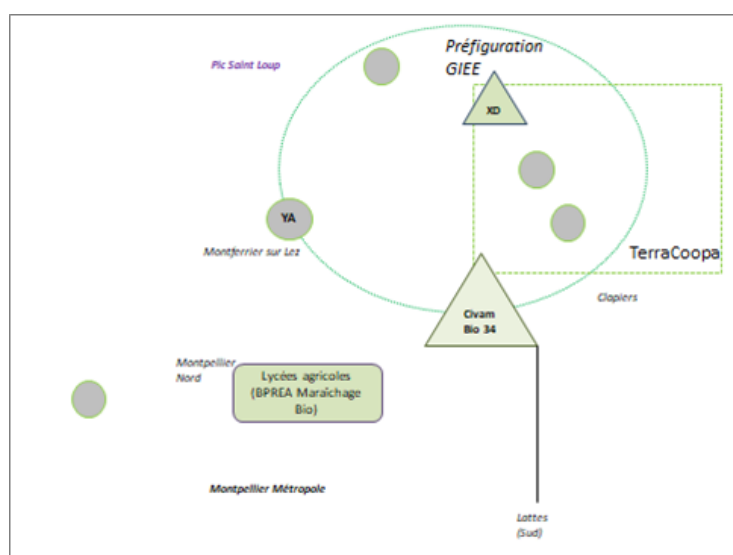 Préfiguration
GIEE
Pic Saint Loup
XD
YA
Montferrier sur Lez
TerraCoopa
Clapiers
Civam
Bio 34
Montpellier
Nord
Lycées agricoles
(BPREA Maraîchage
Bio)
Montpellier Métropole
Lattes
(Sud)